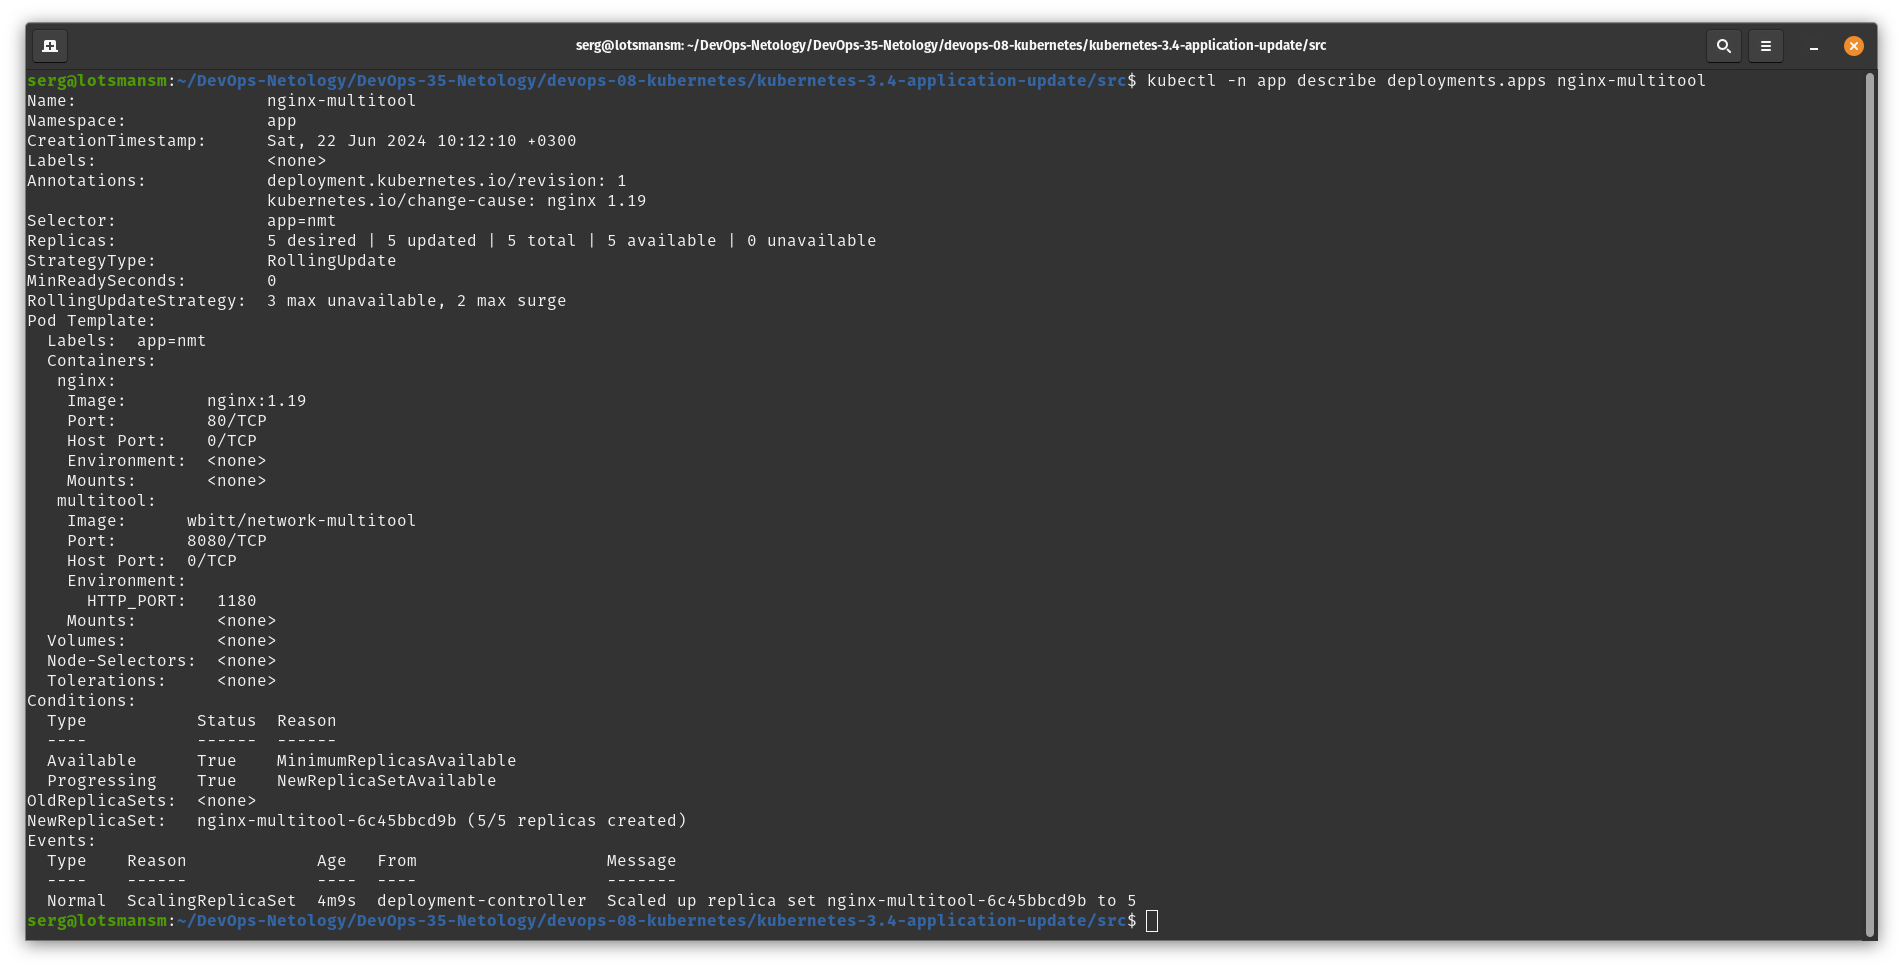 serg@lotsmansm: ~/DevOps-Netology/DevOps-35-Netology/devops-08-kubernetes/kubernetes-3.4-application-update/src
serg@lotsmansm:~/DevOps-Netology/DevOps-35-Netology/devops-08-kubernetes/kubernetes-3.4-application-update/src$ kubectl -n app describe deployments.apps nginx-multitool
Name:                   nginx-multitool
Namespace:              app
CreationTimestamp:      Sat, 22 Jun 2024 10:12:10 +0300
Labels:                 <none>
Annotations:            deployment.kubernetes.io/revision: 1
                        kubernetes.io/change-cause: nginx 1.19
Selector:               app=nmt
Replicas:               5 desired | 5 updated | 5 total | 5 available | 0 unavailable
StrategyType:           RollingUpdate
MinReadySeconds:        0
RollingUpdateStrategy:  3 max unavailable, 2 max surge
Pod Template:
  Labels:  app=nmt
  Containers:
   nginx:
    Image:        nginx:1.19
    Port:         80/TCP
    Host Port:    0/TCP
    Environment:  <none>
    Mounts:       <none>
   multitool:
    Image:      wbitt/network-multitool
    Port:       8080/TCP
    Host Port:  0/TCP
    Environment:
      HTTP_PORT:   1180
    Mounts:        <none>
  Volumes:         <none>
  Node-Selectors:  <none>
  Tolerations:     <none>
Conditions:
  Type           Status  Reason
  ----           ------  ------
  Available      True    MinimumReplicasAvailable
  Progressing    True    NewReplicaSetAvailable
OldReplicaSets:  <none>
NewReplicaSet:   nginx-multitool-6c45bbcd9b (5/5 replicas created)
Events:
  Type    Reason             Age   From                   Message
  ----    ------             ----  ----                   -------
  Normal  ScalingReplicaSet  4m9s  deployment-controller  Scaled up replica set nginx-multitool-6c45bbcd9b to 5
serg@lotsmansm:~/DevOps-Netology/DevOps-35-Netology/devops-08-kubernetes/kubernetes-3.4-application-update/src$